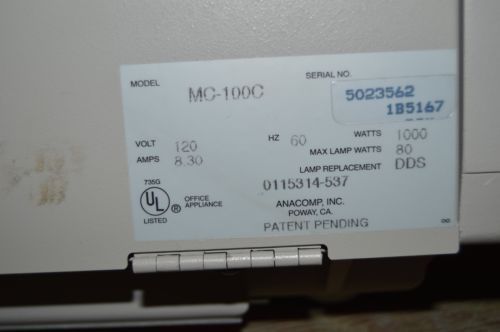 MODEL MC-100C SERIAL NO. 5023562
1B5167
VOLT 120 HZ 60 WATTS 1000
AMPS 8.30 MAX LAMP WATTS 80
LAMP REPLACEMENT DDS
735G 0115314-537
UL ® OFFICE APPLIANCE
LISTED
ANACOMP, INC.
POWAY, CA.
PATENT PENDING